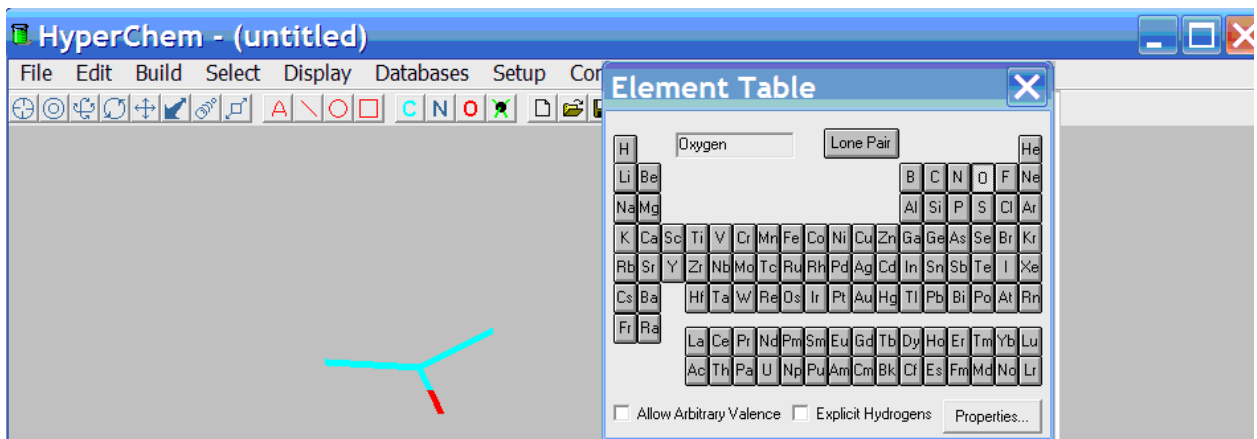 HyperChem - (untitled)
File Edit Build Select Display Databases Setup Co
A C N O
Element Table
Oxygen Lone Pair
H He
Li Be B C N O F Ne
Na Mg Al Si P S Cl Ar
K Ca Sc Ti V Cr Mn Fe Co Ni Cu Zn Ga Ge As Se Br Kr
Rb Sr Y Zr Nb Mo Tc Ru Rh Pd Ag Cd In Sn Sb Te I Xe
Cs Ba Hf Ta W Re Os Ir Pt Au Hg Tl Pb Bi Po At Rn
Fr Ra
La Ce Pr Nd Pm Sm Eu Gd Tb Dy Ho Er Tm Yb Lu
Ac Th Pa U Np Pu Am Cm Bk Cf Es Fm Md No Lr
Allow Arbitrary Valence Explicit Hydrogens Properties...